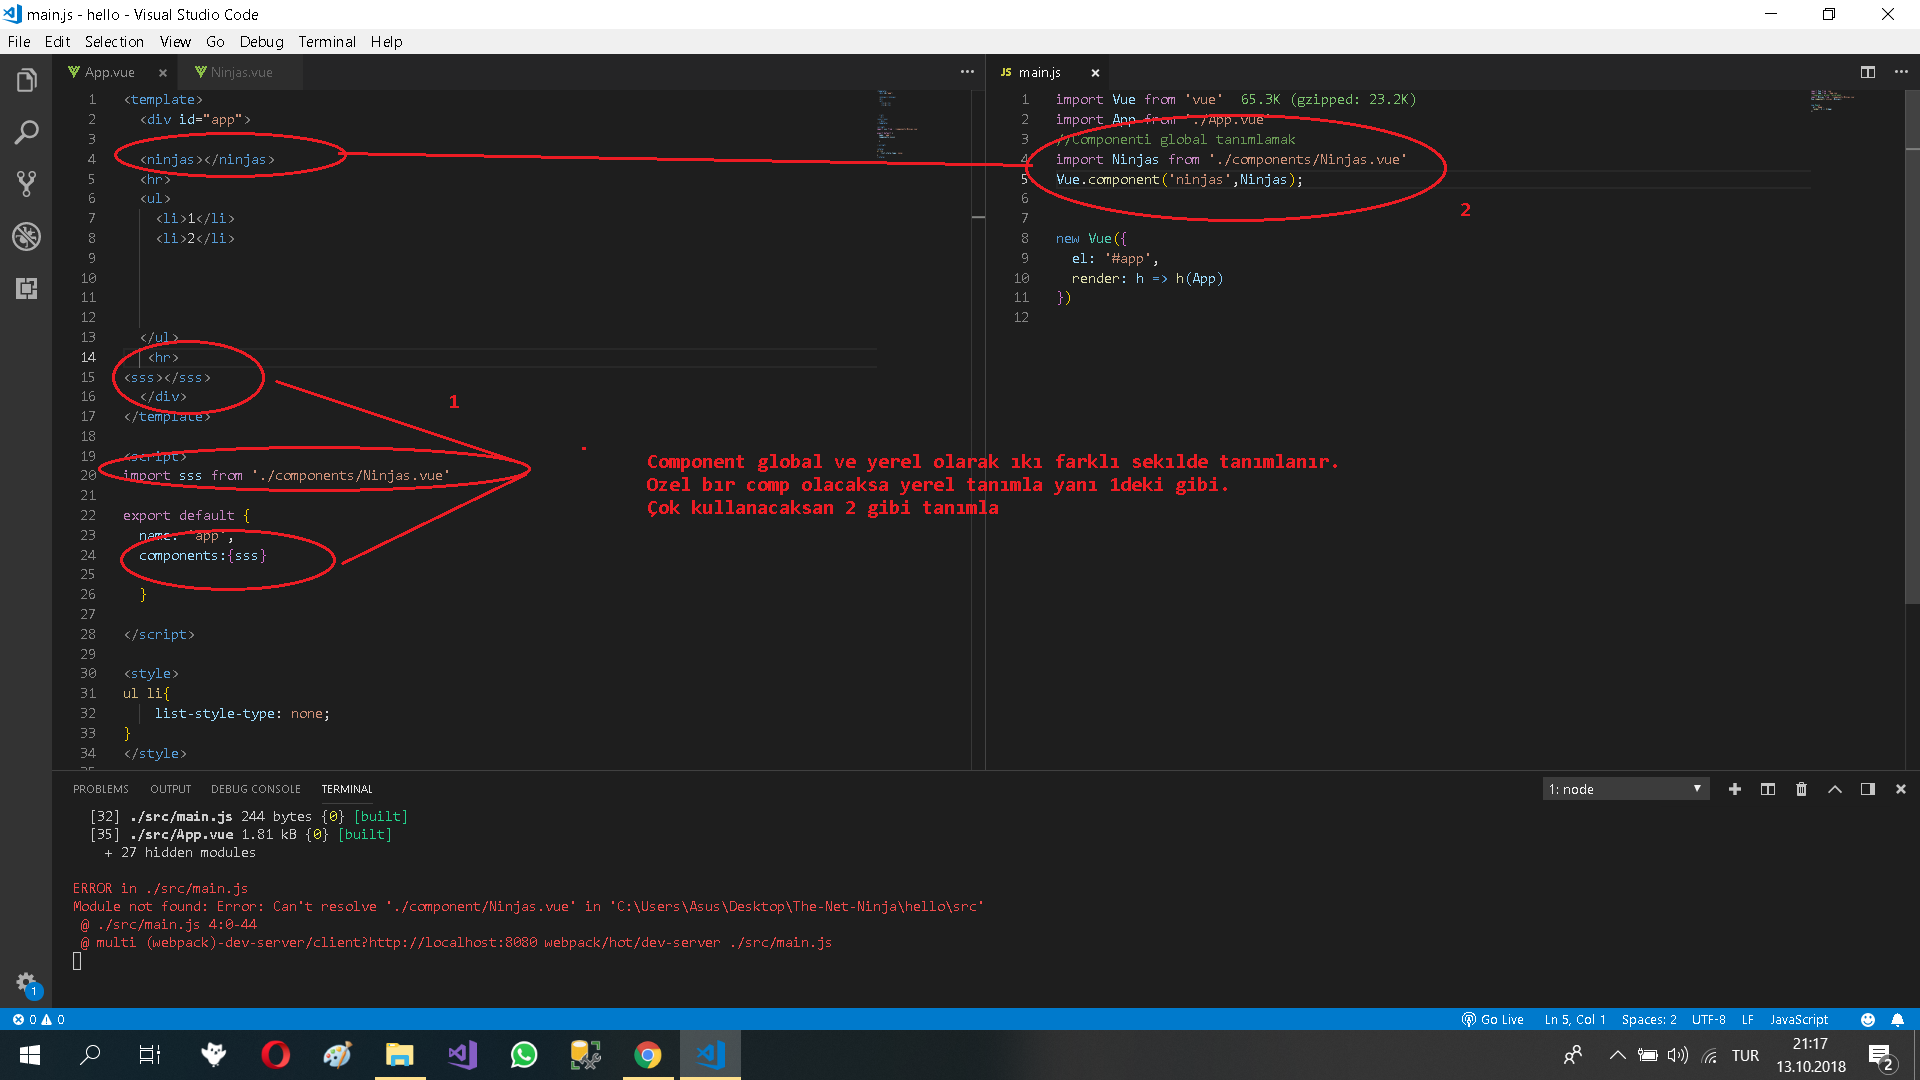 main.js - hello - Visual Studio Code
File Edit Selection View Go Debug Terminal Help
App.vue
Ninjas.vue
1 <template>
2 <div id="app">
3
4 <ninjas></ninjas>
5 <hr>
6 <ul>
7 <li>1</li>
8 <li>2</li>
9
10
11
12
13 </ul>
14 <hr>
15 <sss></sss>
16 </div>
17 </template>
18
19 <script>
20 import sss from './components/Ninjas.vue'
21
22 export default {
23 name: 'app',
24 components:{sss}
25
26 }
27
28 </script>
29
30 <style>
31 ul li{
32 list-style-type: none;
33 }
34 </style>
35
1
JS main.js
1 import Vue from 'vue' 65.3K (gzipped: 23.2K)
2 import App from './App.vue'
3 //Componenti global tanımlamak
4 import Ninjas from './components/Ninjas.vue'
5 Vue.component('ninjas',Ninjas);
6
7
8 new Vue({
9 el: '#app',
10 render: h => h(App)
11 })
12
2
Component global ve yerel olarak ıkı farklı sekılde tanımlanır.
Ozel bır comp olacaksa yerel tanımla yanı 1deki gibi.
Çok kullanacaksan 2 gibi tanımla
PROBLEMS OUTPUT DEBUG CONSOLE TERMINAL
1: node
[32] ./src/main.js 244 bytes {0} [built]
[35] ./src/App.vue 1.81 kB {0} [built]
+ 27 hidden modules
ERROR in ./src/main.js
Module not found: Error: Can't resolve './component/Ninjas.vue' in 'C:\Users\Asus\Desktop\The-Net-Ninja\hello\src'
@ ./src/main.js 4:0-44
@ multi (webpack)-dev-server/client?http://localhost:8080 webpack/hot/dev-server ./src/main.js
1
0 0
Go Live Ln 5, Col 1 Spaces: 2 UTF-8 LF JavaScript
TUR
21:17
13.10.2018
2